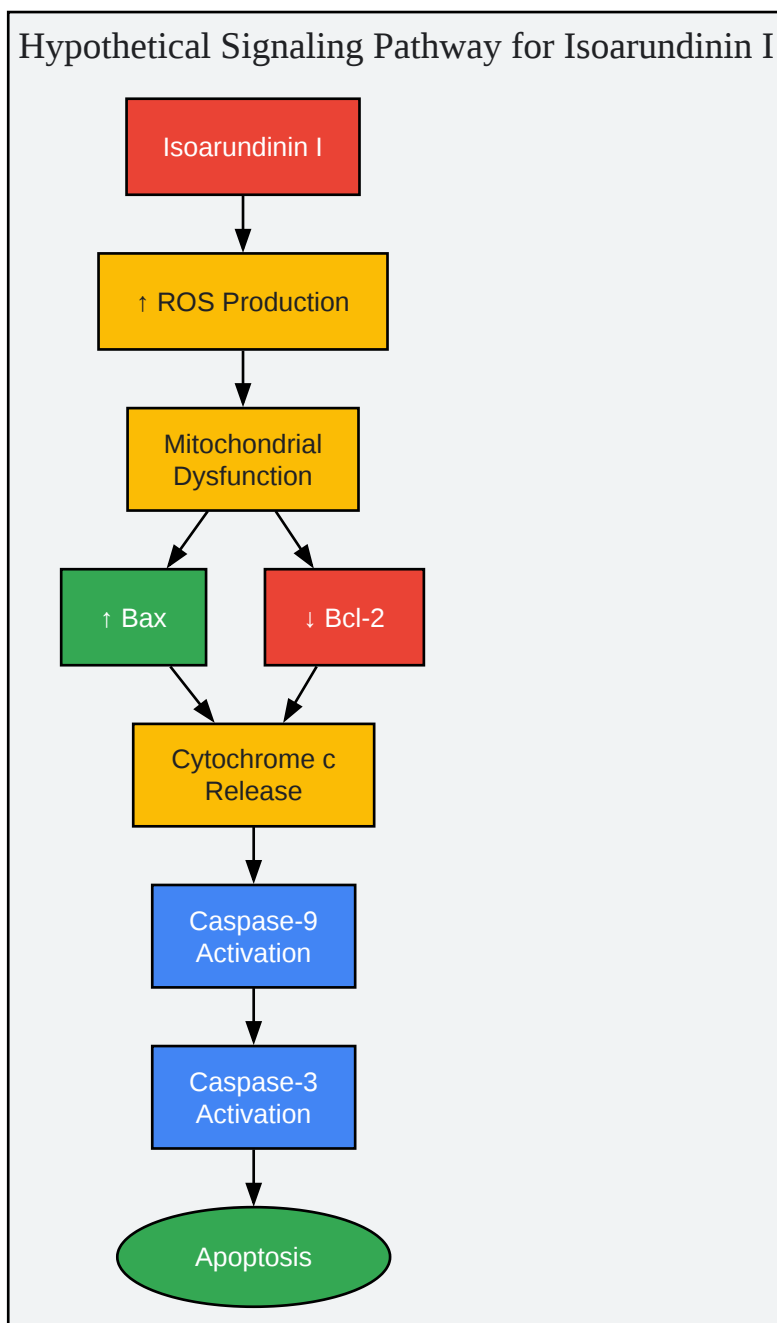 Hypothetical Signaling Pathway for Isoarundinin I
Isoarundinin I
↑ ROS Production
Mitochondrial
Dysfunction
↑ Bax
↓ Bcl-2
Cytochrome c
Release
Caspase-9
Activation
Caspase-3
Activation
Apoptosis